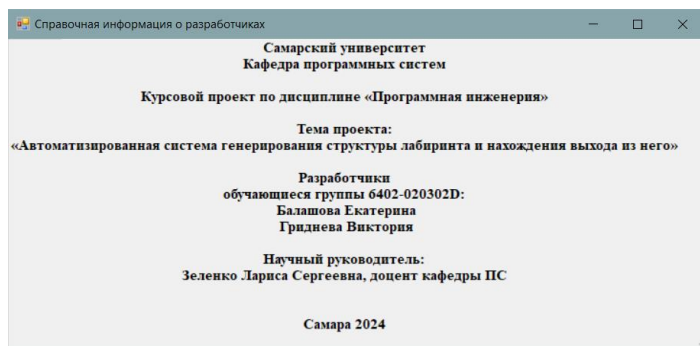 Справочная информация о разработчиках
Самарский университет
Кафедра программных систем
Курсовой проект по дисциплине «Программная инженерия»
Тема проекта:
«Автоматизированная система генерирования структуры лабиринта и нахождения выхода из него»
Разработчики
обучающиеся группы 6402-020302D:
Балашова Екатерина
Гриднева Виктория
Научный руководитель:
Зеленко Лариса Сергеевна, доцент кафедры ПС
Самара 2024